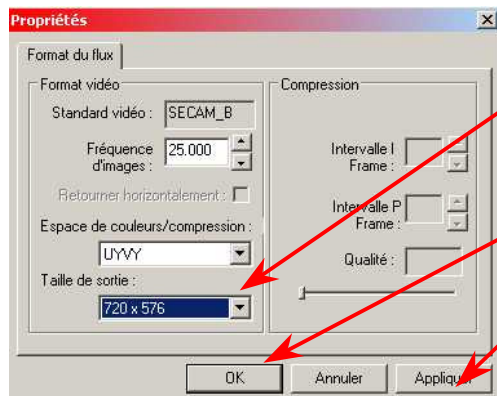 Propriétés
Format du flux
Format vidéo
Standard vidéo : SECAM_B
Fréquence d'images : 25.000
Retourner horizontalement :
Espace de couleurs/compression :
UYVY
Taille de sortie :
720 x 576
Compression
Intervalle I Frame :
Intervalle P Frame :
Qualité :
OK
Annuler
Appliquer